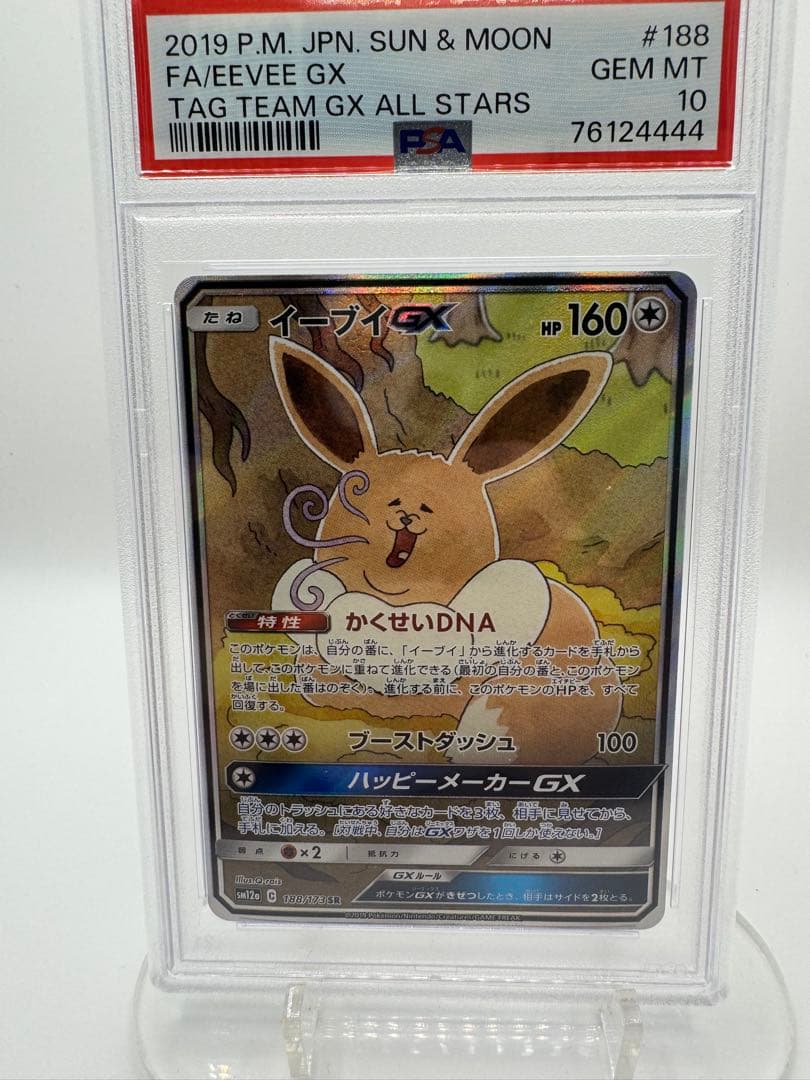 2019 P.M. JPN. SUN & MOON #188
FA/EEVEE GX GEM MT
TAG TEAM GX ALL STARS 10
PSA 76124444
たね イーブイGX HP 160
特性 かくせいDNA
このポケモンは、自分の番に、「イーブイ」から進化するカードを手札から
出して、このポケモンに重ねて進化できる(最初の自分の番と、このポケモン
を場に出した番はのぞく)。進化する前に、このポケモンのHPを、すべて
回復する。
ブーストダッシュ 100
ハッピーメーカーGX
自分のトラッシュにある好きなカードを3枚、相手に見せてから、
手札に加える。[対戦中、自分はGXワザを1回しか使えない。]
弱点 ×2 抵抗力 にげる
Illus.Q-rais
GXルール
SM12a C 188/173 SR
ポケモンGXがきぜつしたとき、相手はサイドを2枚とる。
©2019 Pokémon/Nintendo/Creatures/GAME FREAK